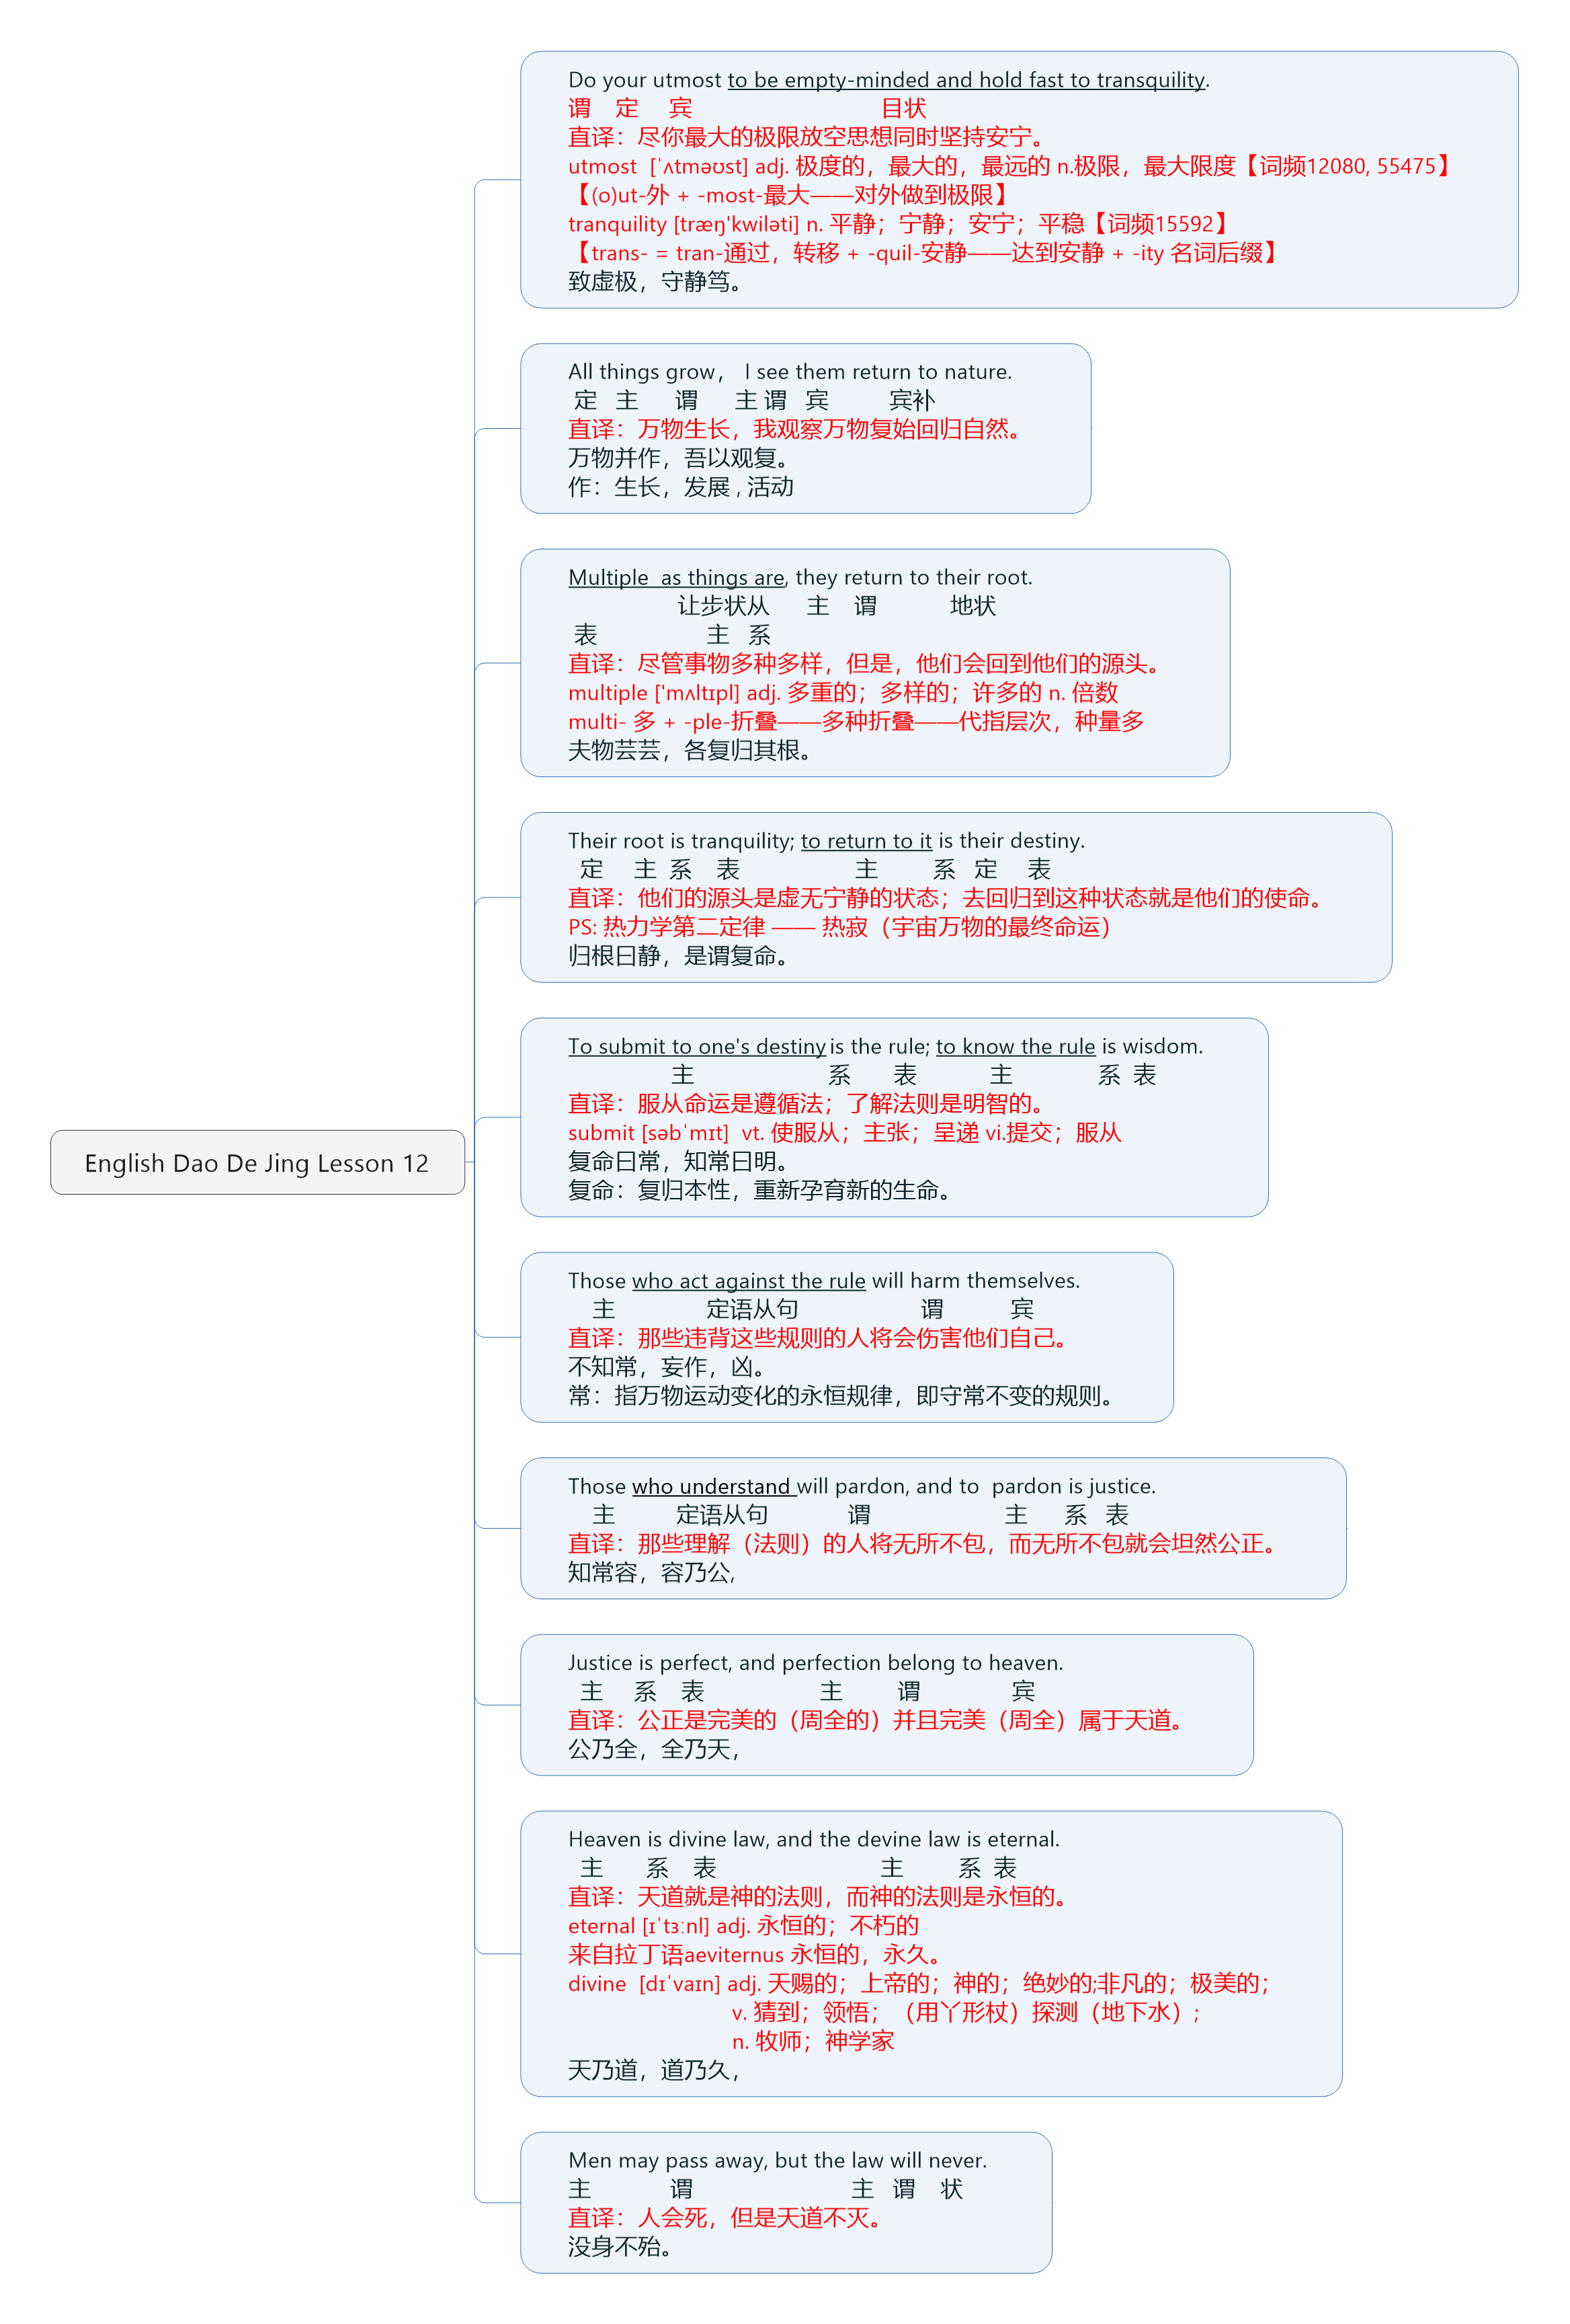 English Dao De Jing Lesson 12
Do your utmost to be empty-minded and hold fast to transquility.
谓 定 宾 目状
直译：尽你最大的极限放空思想同时坚持安宁。
utmost [ˈʌtməʊst] adj. 极度的，最大的，最远的 n.极限，最大限度【词频12080, 55475】
【(o)ut-外 + -most-最大——对外做到极限】
tranquility [træŋ'kwiləti] n. 平静；宁静；安宁；平稳【词频15592】
【trans- = tran-通过，转移 + -quil-安静——达到安静 + -ity 名词后缀】
致虚极，守静笃。
All things grow， I see them return to nature.
定 主 谓 主 谓 宾 宾补
直译：万物生长，我观察万物复始回归自然。
万物并作，吾以观复。
作：生长，发展 , 活动
Multiple as things are, they return to their root.
让步状从 主 谓 地状
表 主 系
直译：尽管事物多种多样，但是，他们会回到他们的源头。
multiple ['mʌltɪpl] adj. 多重的；多样的；许多的 n. 倍数
multi- 多 + -ple-折叠——多种折叠——代指层次，种量多
夫物芸芸，各复归其根。
Their root is tranquility; to return to it is their destiny.
定 主 系 表 主 系 定 表
直译：他们的源头是虚无宁静的状态；去回归到这种状态就是他们的使命。
PS: 热力学第二定律 —— 热寂（宇宙万物的最终命运）
归根曰静，是谓复命。
To submit to one's destiny is the rule; to know the rule is wisdom.
主 系 表 主 系 表
直译：服从命运是遵循法；了解法则是明智的。
submit [səbˈmɪt] vt. 使服从；主张；呈递 vi.提交；服从
复命曰常，知常曰明。
复命：复归本性，重新孕育新的生命。
Those who act against the rule will harm themselves.
主 定语从句 谓 宾
直译：那些违背这些规则的人将会伤害他们自己。
不知常，妄作，凶。
常：指万物运动变化的永恒规律，即守常不变的规则。
Those who understand will pardon, and to pardon is justice.
主 定语从句 谓 主 系 表
直译：那些理解（法则）的人将无所不包，而无所不包就会坦然公正。
知常容，容乃公,
Justice is perfect, and perfection belong to heaven.
主 系 表 主 谓 宾
直译：公正是完美的（周全的）并且完美（周全）属于天道。
公乃全，全乃天，
Heaven is divine law, and the devine law is eternal.
主 系 表 主 系 表
直译：天道就是神的法则，而神的法则是永恒的。
eternal [ɪˈtɜːnl] adj. 永恒的；不朽的
来自拉丁语aeviternus 永恒的，永久。
divine [dɪˈvaɪn] adj. 天赐的；上帝的；神的；绝妙的;非凡的；极美的；
v. 猜到；领悟；（用丫形杖）探测（地下水）;
n. 牧师；神学家
天乃道，道乃久，
Men may pass away, but the law will never.
主 谓 主 谓 状
直译：人会死，但是天道不灭。
没身不殆。